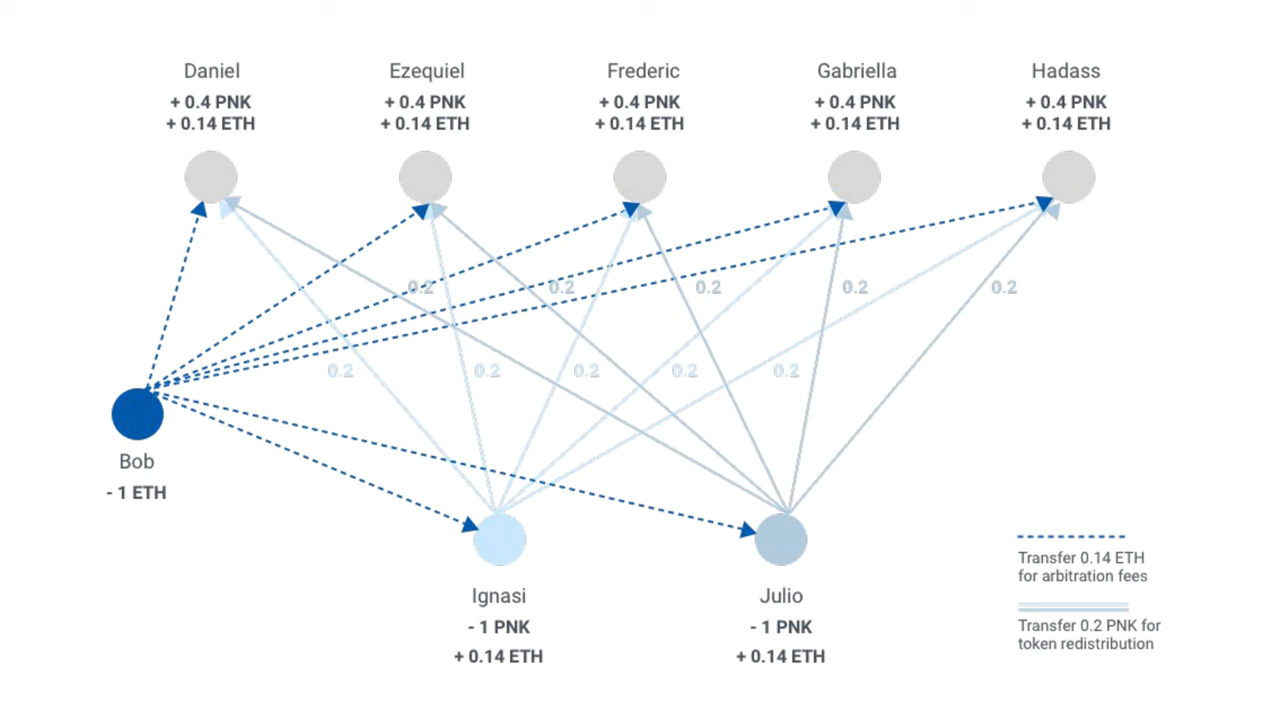 Daniel
+ 0.4 PNK
+ 0.14 ETH
Ezequiel
+ 0.4 PNK
+ 0.14 ETH
Frederic
+ 0.4 PNK
+ 0.14 ETH
Gabriella
+ 0.4 PNK
+ 0.14 ETH
Hadass
+ 0.4 PNK
+ 0.14 ETH
0.2
0.2
0.2
0.2
0.2
0.2
0.2
0.2
0.2
0.2
Bob
- 1 ETH
Ignasi
- 1 PNK
+ 0.14 ETH
Julio
- 1 PNK
+ 0.14 ETH
Transfer 0.14 ETH
for arbitration fees
Transfer 0.2 PNK for
token redistribution